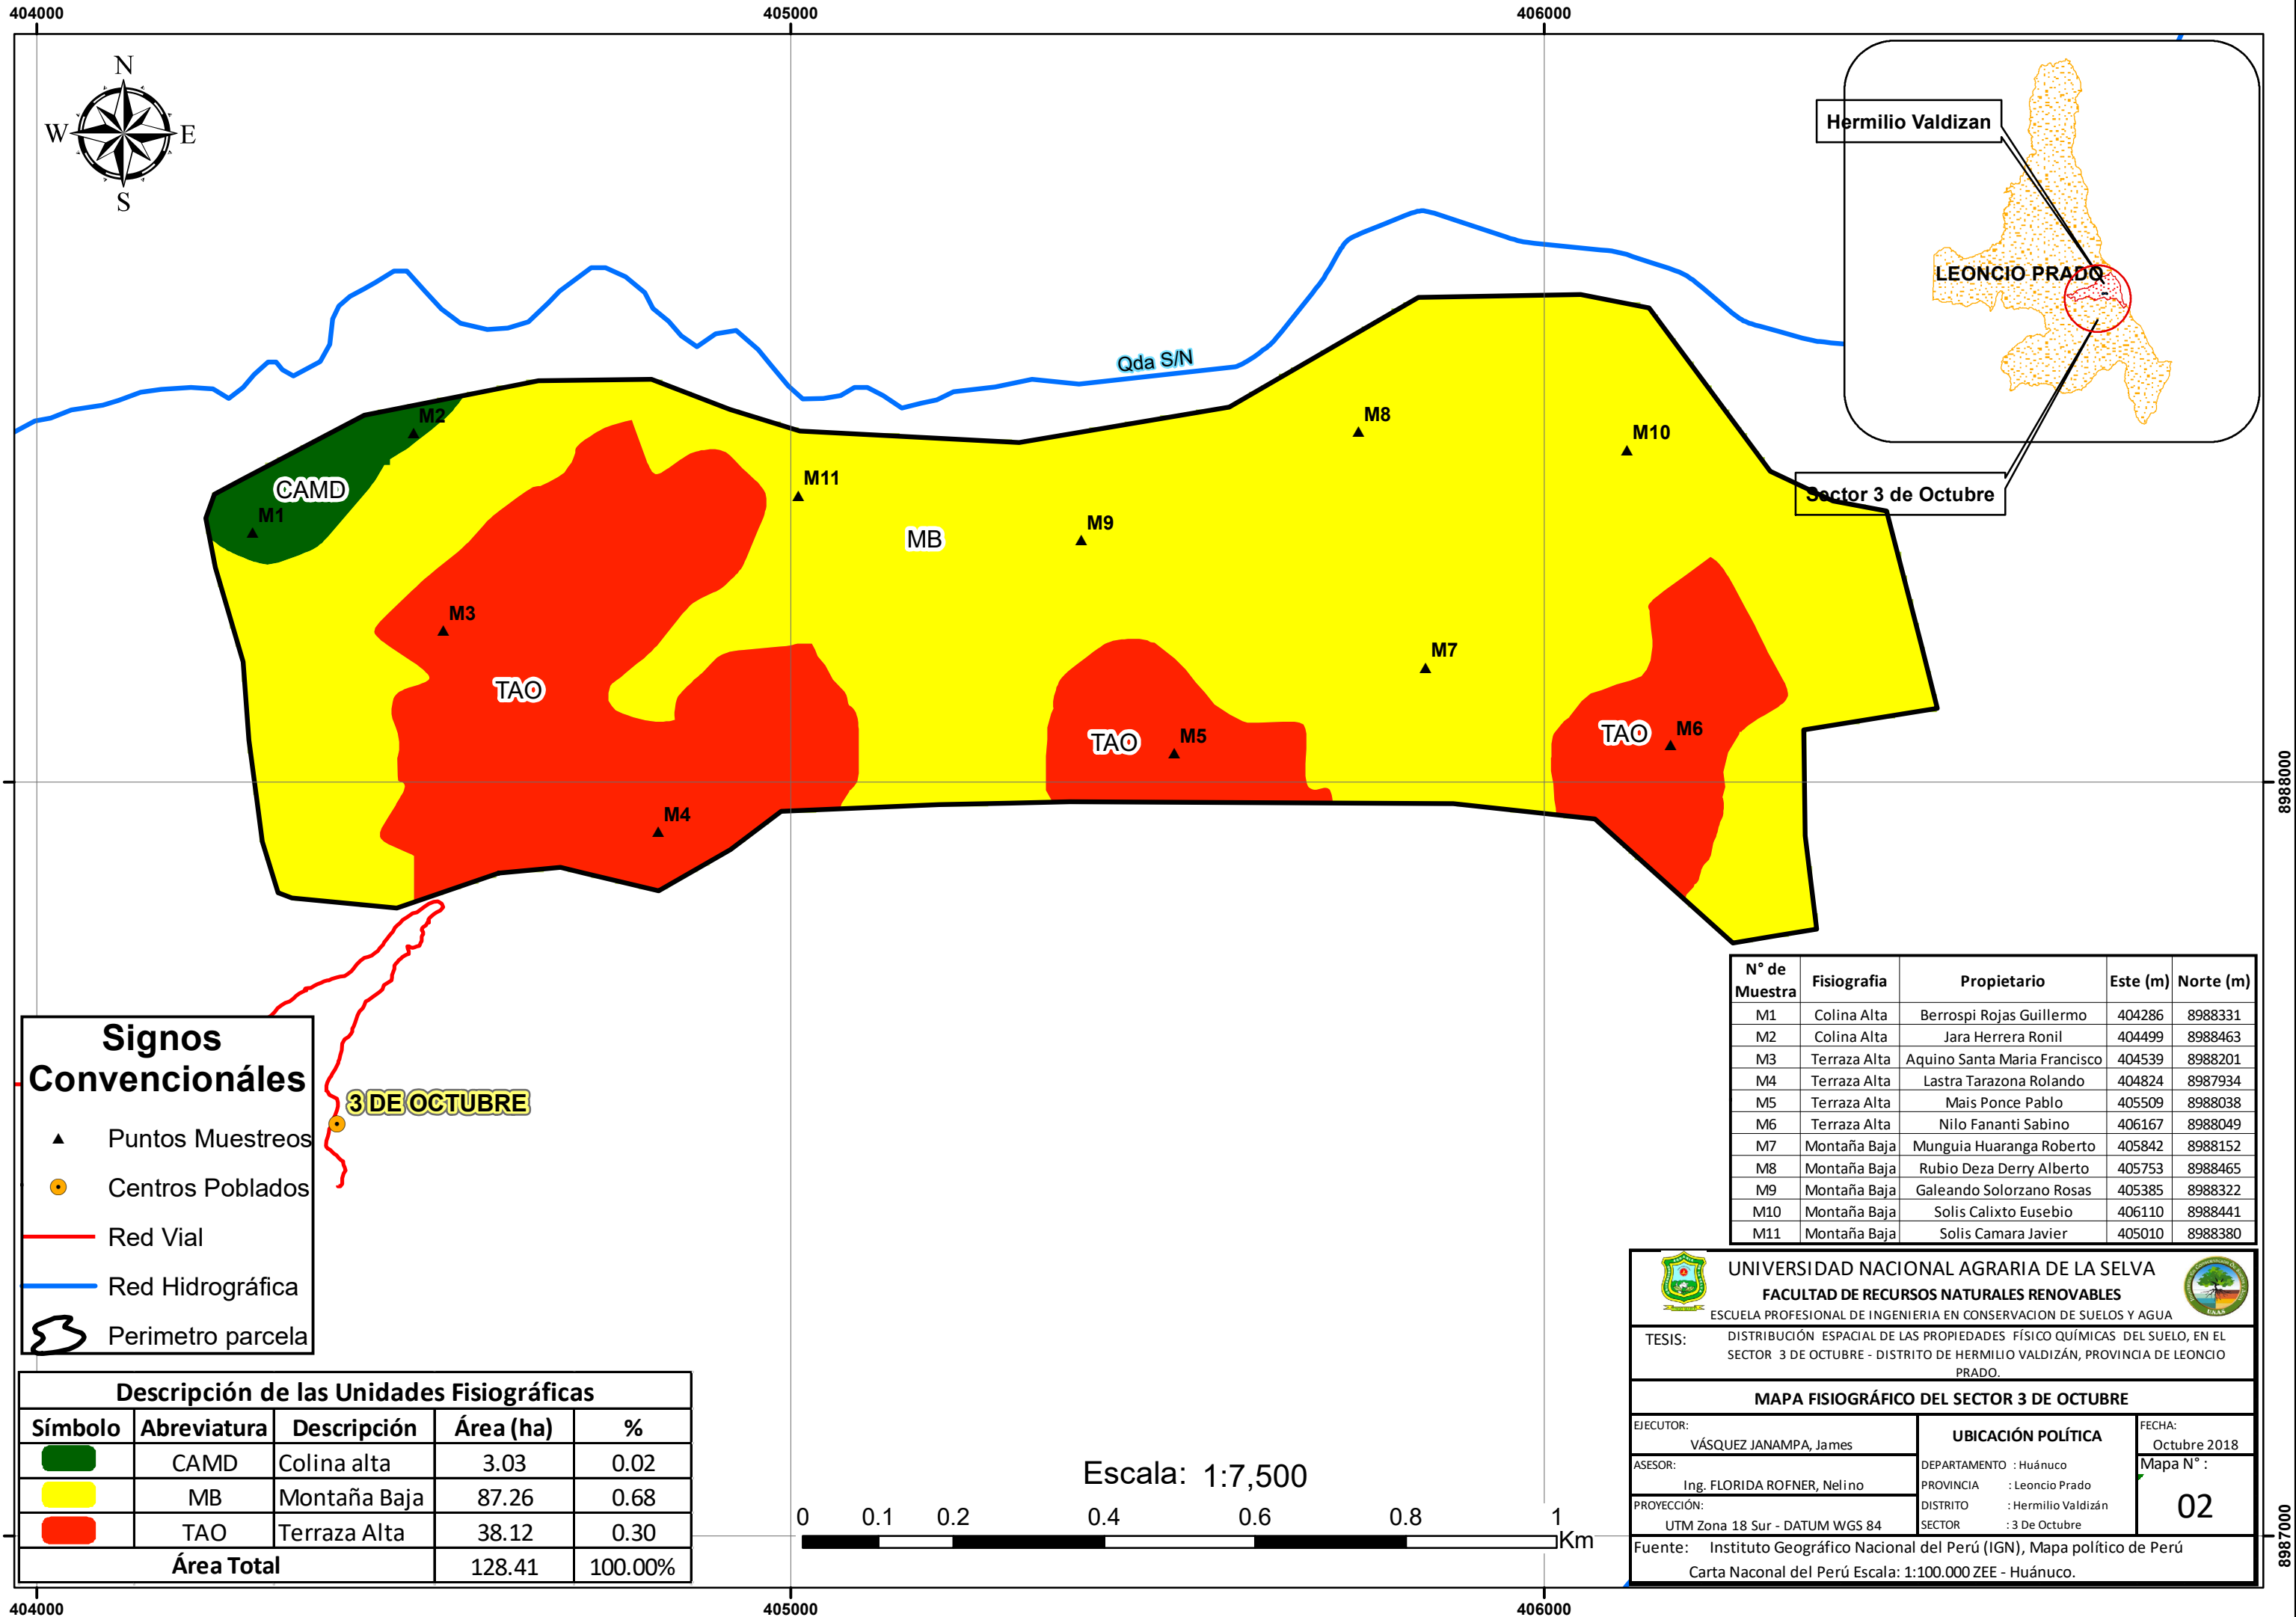 404000 405000 406000
N
W E
S
Hermilio Valdizan
LEONCIO PRADO
Sector 3 de Octubre
Qda S/N
M2
CAMD
M1
M8
M10
M11
M9
MB
M3
M7
TAO
TAO
M5
TAO
M6
M4
8988000
3 DE OCTUBRE
Signos
Convencionáles
Puntos Muestreos
Centros Poblados
Red Vial
Red Hidrográfica
Perimetro parcela
N° de Muestra Fisiografia Propietario Este (m) Norte (m)
M1 Colina Alta Berrospi Rojas Guillermo 404286 8988331
M2 Colina Alta Jara Herrera Ronil 404499 8988463
M3 Terraza Alta Aquino Santa Maria Francisco 404539 8988201
M4 Terraza Alta Lastra Tarazona Rolando 404824 8987934
M5 Terraza Alta Mais Ponce Pablo 405509 8988038
M6 Terraza Alta Nilo Fananti Sabino 406167 8988049
M7 Montaña Baja Munguia Huaranga Roberto 405842 8988152
M8 Montaña Baja Rubio Deza Derry Alberto 405753 8988465
M9 Montaña Baja Galeando Solorzano Rosas 405385 8988322
M10 Montaña Baja Solis Calixto Eusebio 406110 8988441
M11 Montaña Baja Solis Camara Javier 405010 8988380
Descripción de las Unidades Fisiográficas
Símbolo Abreviatura Descripción Área (ha) %
CAMD Colina alta 3.03 0.02
MB Montaña Baja 87.26 0.68
TAO Terraza Alta 38.12 0.30
Área Total 128.41 100.00%
Escala: 1:7,500
0 0.1 0.2 0.4 0.6 0.8 1
Km
UNIVERSIDAD NACIONAL AGRARIA DE LA SELVA
FACULTAD DE RECURSOS NATURALES RENOVABLES
ESCUELA PROFESIONAL DE INGENIERIA EN CONSERVACION DE SUELOS Y AGUA
TESIS: DISTRIBUCIÓN ESPACIAL DE LAS PROPIEDADES FÍSICO QUÍMICAS DEL SUELO, EN EL
SECTOR 3 DE OCTUBRE - DISTRITO DE HERMILIO VALDIZÁN, PROVINCIA DE LEONCIO
PRADO.
MAPA FISIOGRÁFICO DEL SECTOR 3 DE OCTUBRE
EJECUTOR:
VÁSQUEZ JANAMPA, James
ASESOR:
Ing. FLORIDA ROFNER, Nelino
PROYECCIÓN:
UTM Zona 18 Sur - DATUM WGS 84
UBICACIÓN POLÍTICA
DEPARTAMENTO : Huánuco
PROVINCIA : Leoncio Prado
DISTRITO : Hermilio Valdizán
SECTOR : 3 De Octubre
FECHA:
Octubre 2018
Mapa N° :
02
Fuente: Instituto Geográfico Nacional del Perú (IGN), Mapa político de Perú
Carta Naconal del Perú Escala: 1:100.000 ZEE - Huánuco.
8987000
404000 405000 406000